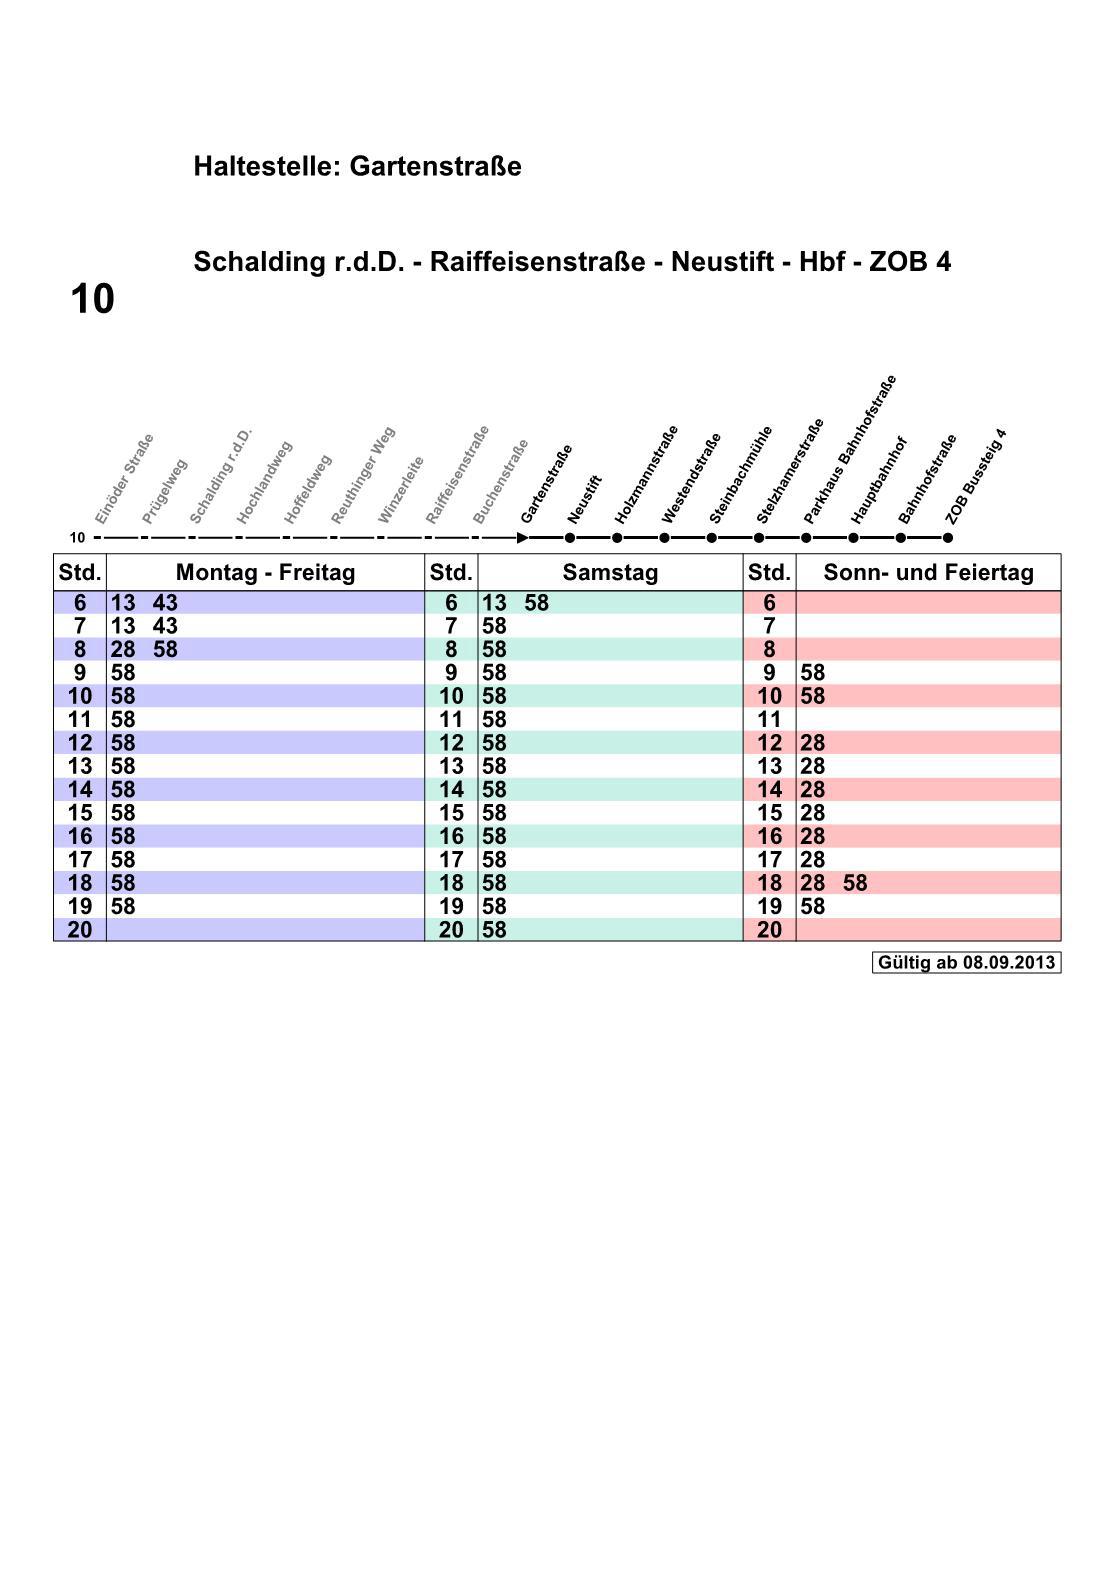 Haltestelle: Gartenstraße
Schalding r.d.D. - Raiffeisenstraße - Neustift - Hbf - ZOB 4
10
Einöder Straße
Prügelweg
Schalding r.d.D.
Hochlandweg
Hoffeldweg
Reuthinger Weg
Winzerleite
Raiffeisenstraße
Buchenstraße
Gartenstraße
Neustift
Holzmannstraße
Westendstraße
Steinbachmühle
Stelzhamerstraße
Parkhaus Bahnhofstraße
Hauptbahnhof
Bahnhofstraße
ZOB Bussteig 4
10
Std. Montag - Freitag Std. Samstag Std. Sonn- und Feiertag
6 13 43 6 13 58 6
7 13 43 7 58 7
8 28 58 8 58 8
9 58 9 58 9 58
10 58 10 58 10 58
11 58 11 58 11
12 58 12 58 12 28
13 58 13 58 13 28
14 58 14 58 14 28
15 58 15 58 15 28
16 58 16 58 16 28
17 58 17 58 17 28
18 58 18 58 18 28 58
19 58 19 58 19 58
20 20 58 20
Gültig ab 08.09.2013